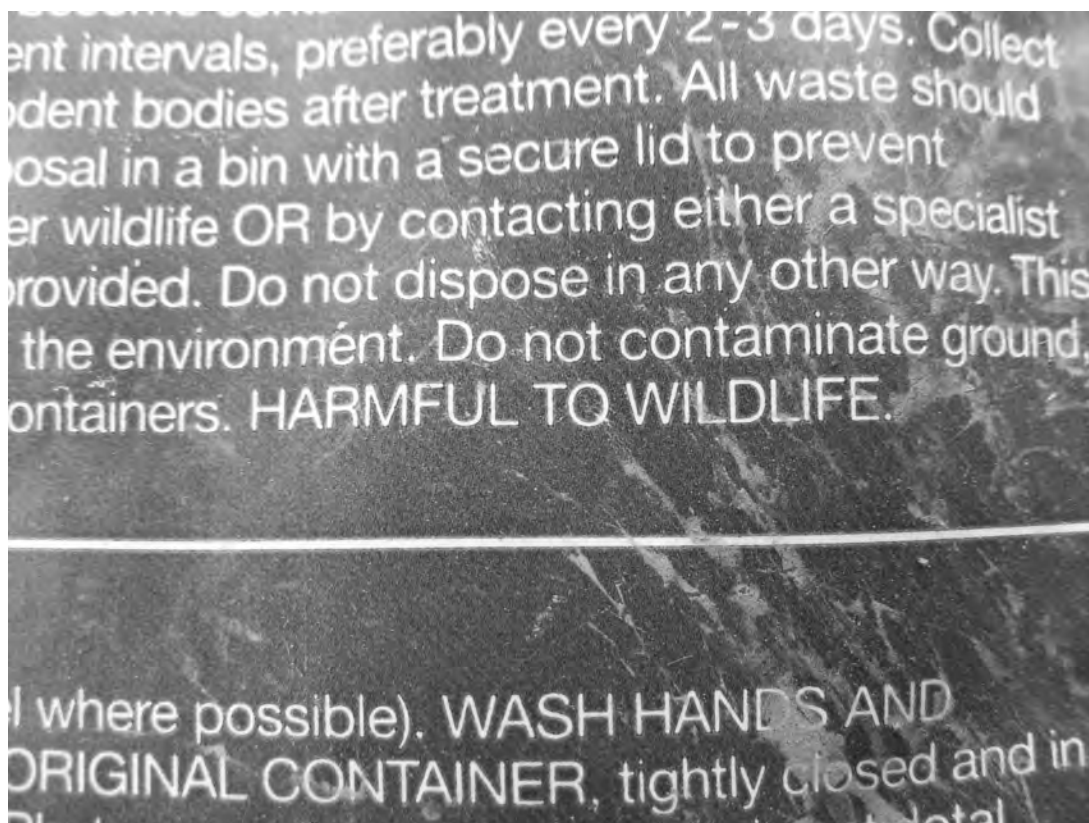 ent intervals, preferably every 2-3 days. Collect
odent bodies after treatment. All waste should
posal in a bin with a secure lid to prevent
er wildlife OR by contacting either a specialist
provided. Do not dispose in any other way. This
the environment. Do not contaminate ground.
ontainers. HARMFUL TO WILDLIFE.
l where possible). WASH HANDS AND
ORIGINAL CONTAINER, tightly closed and in